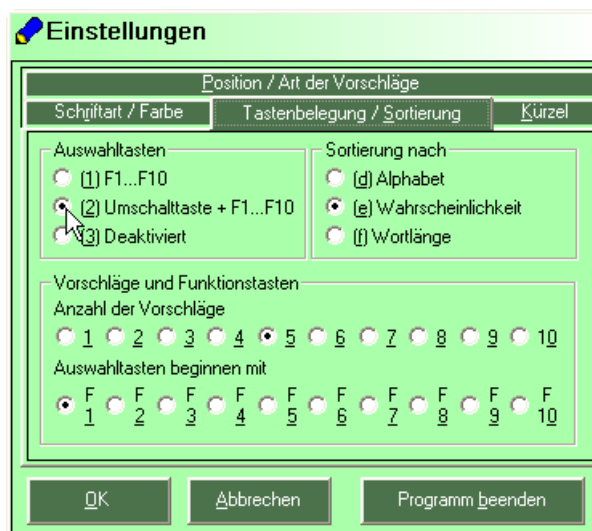 Einstellungen
Position / Art der Vorschläge
Schriftart / Farbe
Tastenbelegung / Sortierung
Kürzel
Auswahltasten
(1) F1...F10
(2) Umschalttaste + F1...F10
(3) Deaktiviert
Sortierung nach
(d) Alphabet
(e) Wahrscheinlichkeit
(f) Wortlänge
Vorschläge und Funktionstasten
Anzahl der Vorschläge
1 2 3 4 5 6 7 8 9 10
Auswahltasten beginnen mit
F F F F F F F F F F
1 2 3 4 5 6 7 8 9 10
OK
Abbrechen
Programm beenden